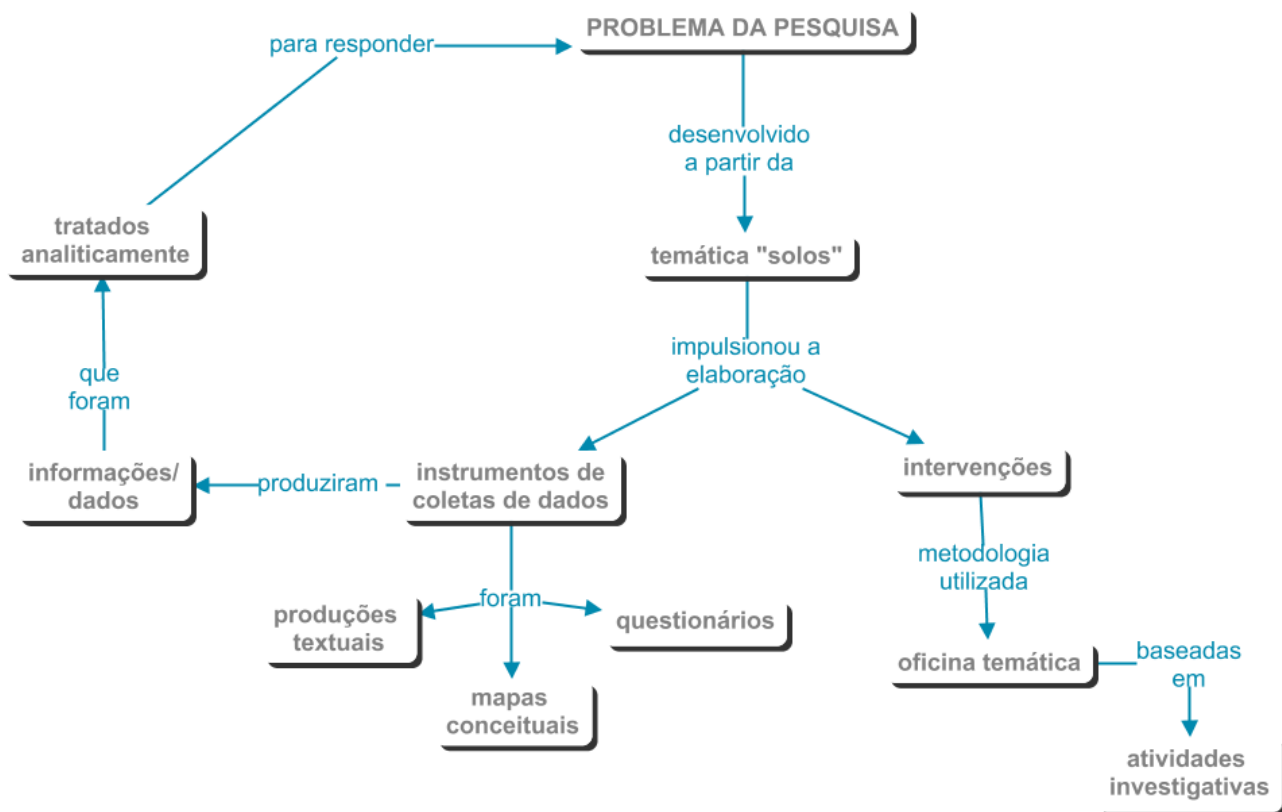 PROBLEMA DA PESQUISA
para responder
desenvolvido
a partir da
tratados
analiticamente
temática "solos"
impulsionou a
elaboração
que
foram
informações/
dados
produziram
instrumentos de
coletas de dados
intervenções
metodologia
utilizada
foram
produções
textuais
questionários
mapas
conceituais
oficina temática
baseadas
em
atividades
investigativas